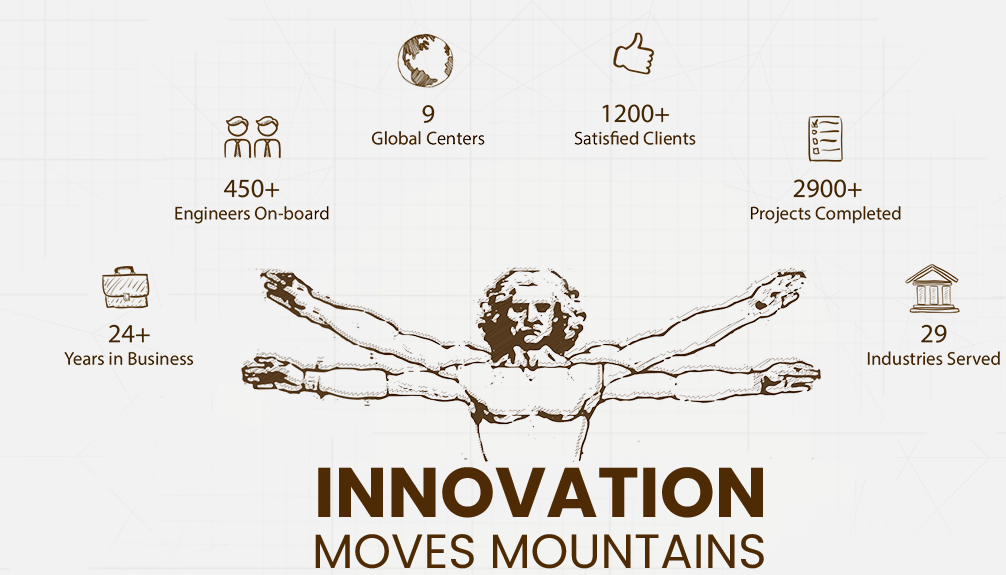 9
Global Centers
1200+
Satisfied Clients
450+
Engineers On-board
2900+
Projects Completed
24+
Years in Business
29
Industries Served
INNOVATION
MOVES MOUNTAINS